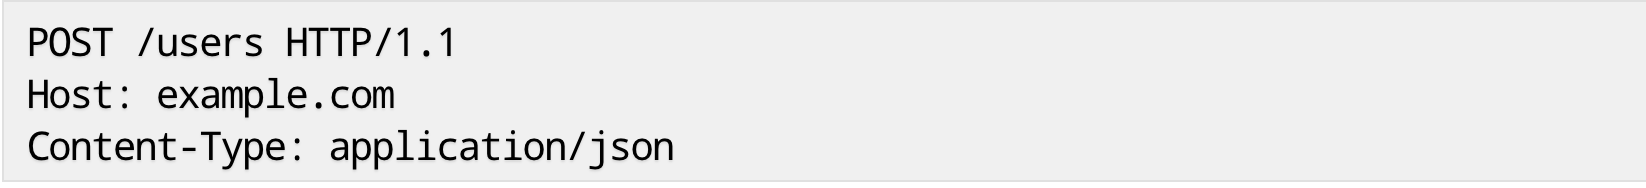 POST /users HTTP/1.1
Host: example.com
Content-Type: application/json